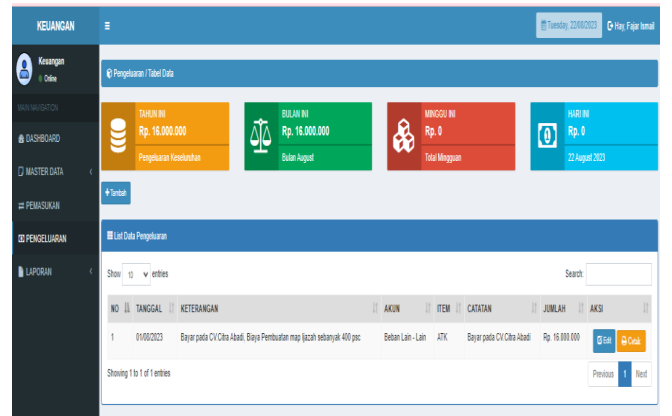 KEUANGAN
Tuesday, 22/08/2023
Hay, Fajar Ismail
Keuangan
Online
MAIN NAVIGATION
DASHBOARD
MASTER DATA
PEMASUKAN
PENGELUARAN
LAPORAN
Pengeluaran / Tabel Data
TAHUN INI
Rp. 16.000.000
Pengeluaran Keseluruhan
BULAN INI
Rp. 16.000.000
Bulan August
MINGGU INI
Rp. 0
Total Mingguan
HARI INI
Rp. 0
22 August 2023
+Tambah
List Data Pengeluaran
Show 10 entries
Search:
NO TANGGAL KETERANGAN AKUN ITEM CATATAN JUMLAH AKSI
1 01/08/2023 Bayar pada CV.Citra Abadi, Biaya Pembuatan map Ijazah sebanyak 400 psc Beban Lain - Lain ATK Bayar pada CV.Citra Abadi Rp. 16.000.000 Edit Cetak
Showing 1 to 1 of 1 entries
Previous 1 Next